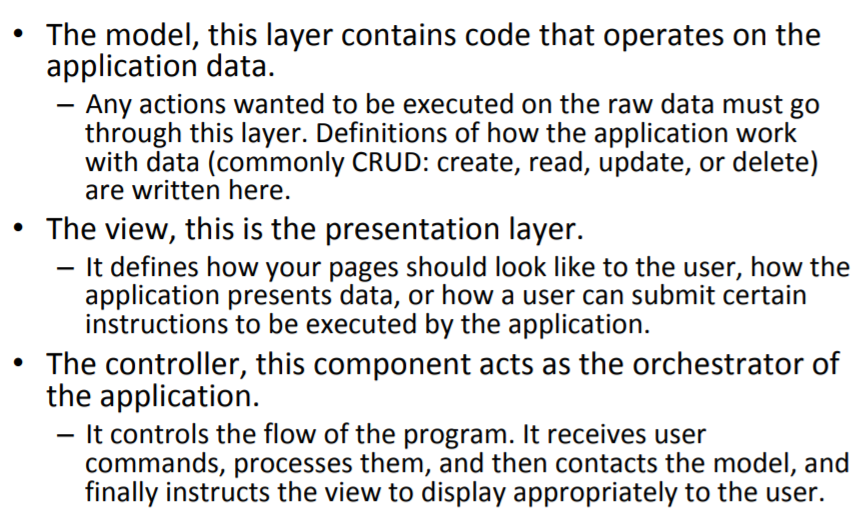 • The model, this layer contains code that operates on the
application data.
– Any actions wanted to be executed on the raw data must go
through this layer. Definitions of how the application work
with data (commonly CRUD: create, read, update, or delete)
are written here.
• The view, this is the presentation layer.
– It defines how your pages should look like to the user, how the
application presents data, or how a user can submit certain
instructions to be executed by the application.
• The controller, this component acts as the orchestrator of
the application.
– It controls the flow of the program. It receives user
commands, processes them, and then contacts the model, and
finally instructs the view to display appropriately to the user.